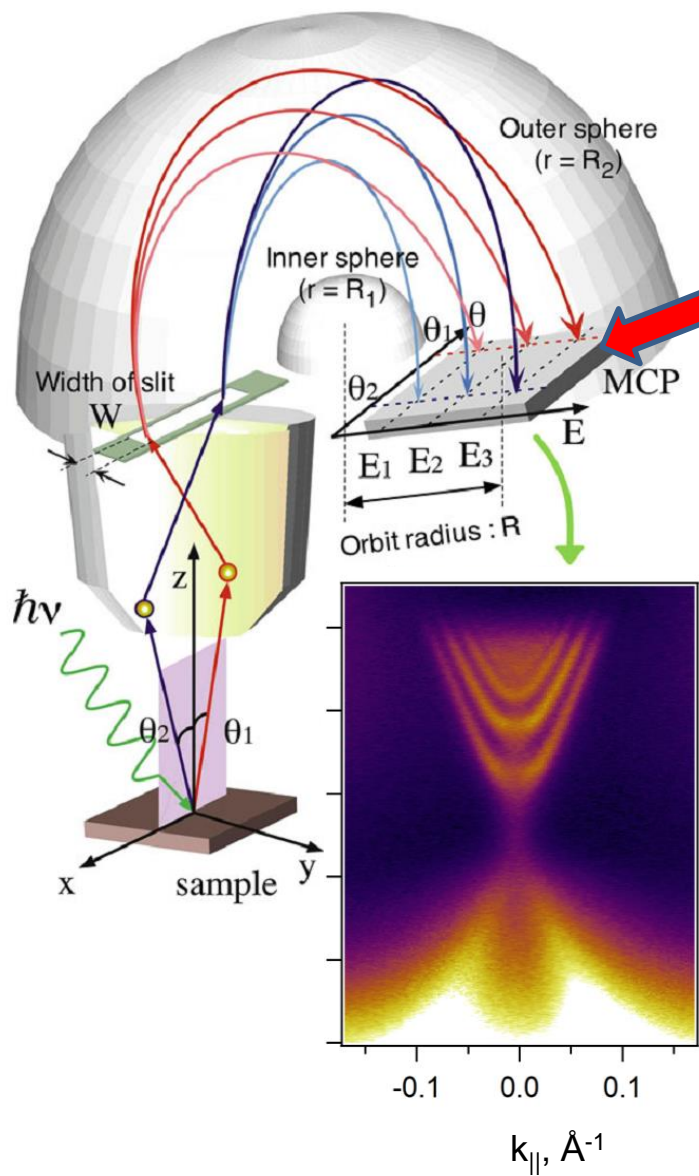 Outer sphere
(r = R₂)
Inner sphere
(r = R₁)
θ₁
θ
θ₂
MCP
Width of slit
W
E
E₁ E₂ E₃
Orbit radius : R
z
ħν
θ₂
θ₁
x
sample
y
-0.1 0.0 0.1
k||, Å⁻¹